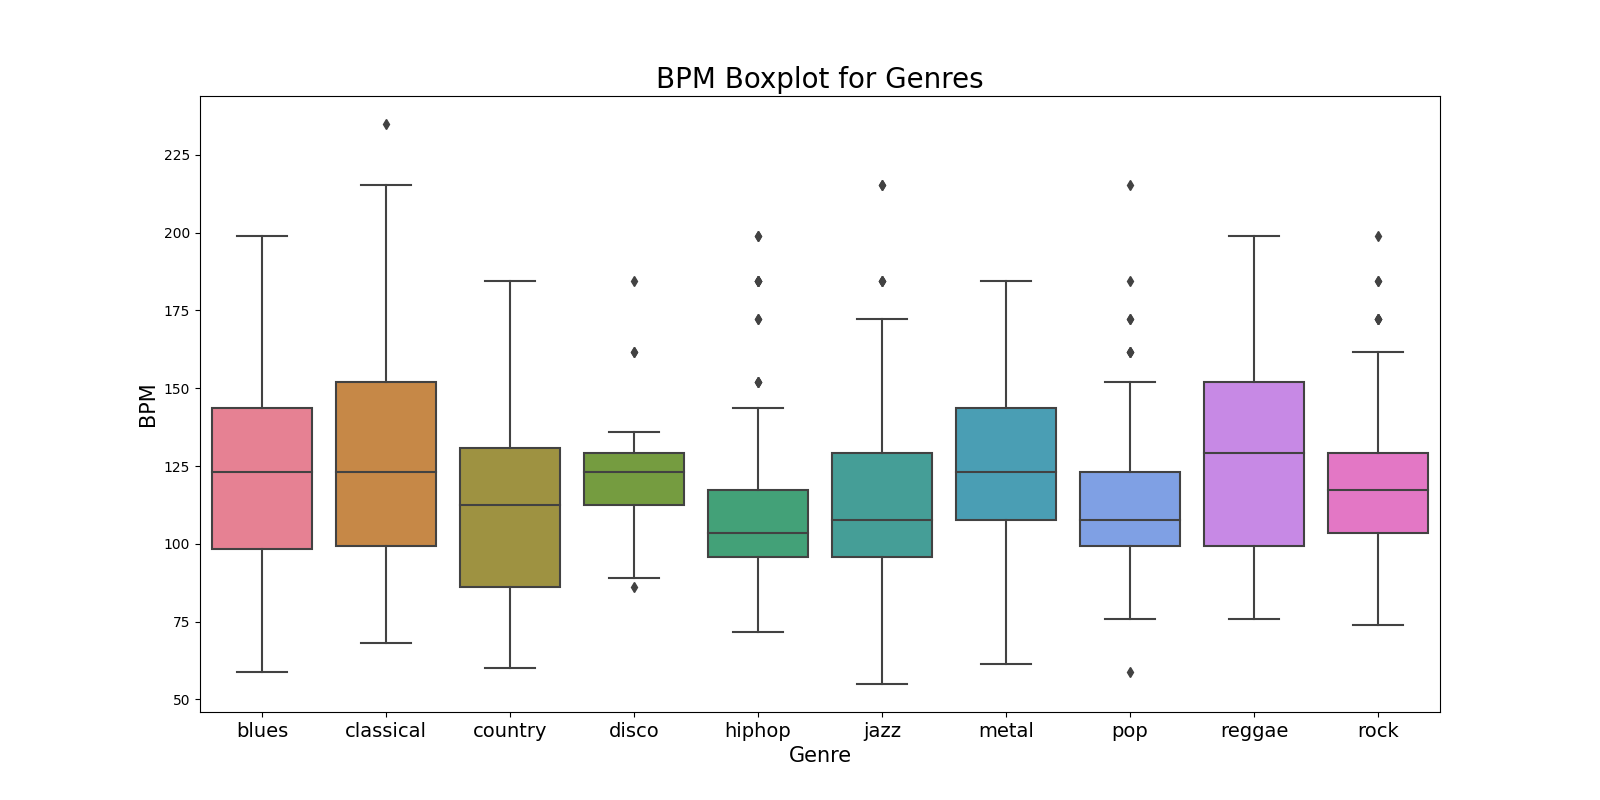 BPM Boxplot for Genres
BPM
225
200
175
150
125
100
75
50
blues classical country disco hiphop jazz metal pop reggae rock
Genre